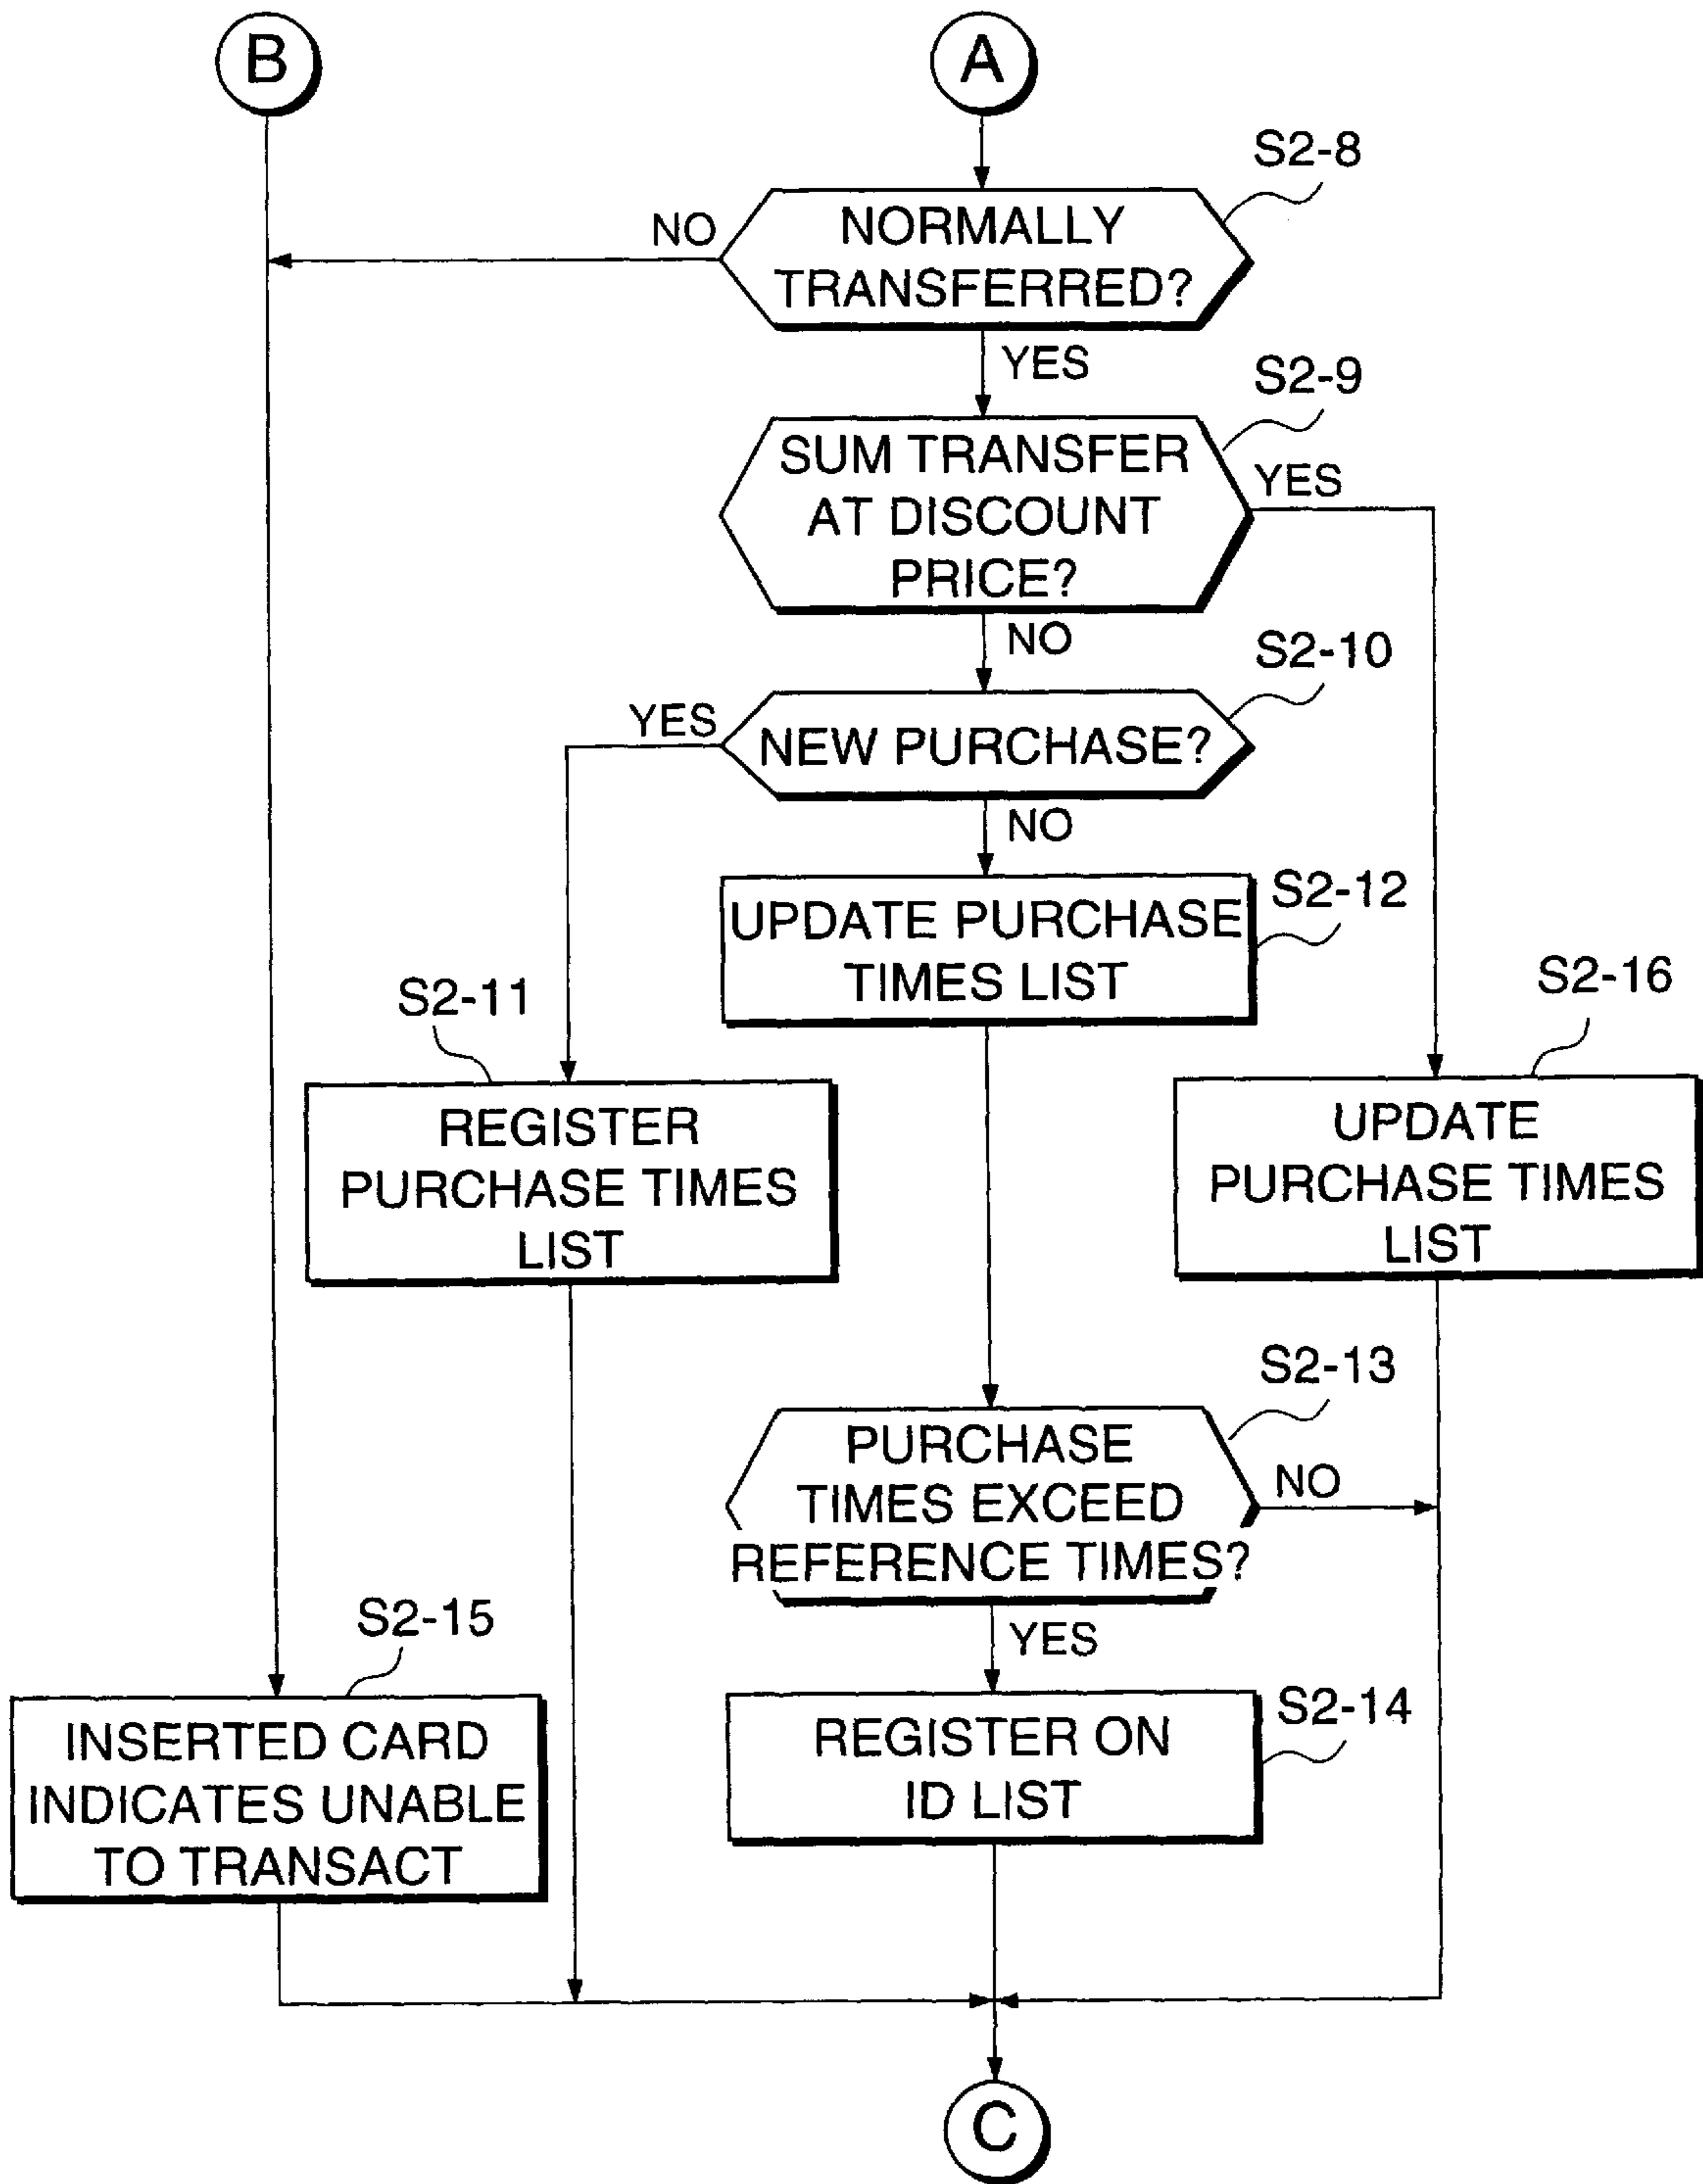 B
A
S2-8
NO
NORMALLY
TRANSFERRED?
YES
S2-9
SUM TRANSFER
AT DISCOUNT
PRICE?
YES
NO
S2-10
YES
NEW PURCHASE?
NO
S2-12
UPDATE PURCHASE
TIMES LIST
S2-11
REGISTER
PURCHASE TIMES
LIST
S2-16
UPDATE
PURCHASE TIMES
LIST
S2-13
PURCHASE
TIMES EXCEED
REFERENCE TIMES?
NO
YES
S2-15
INSERTED CARD
INDICATES UNABLE
TO TRANSACT
S2-14
REGISTER ON
ID LIST
C